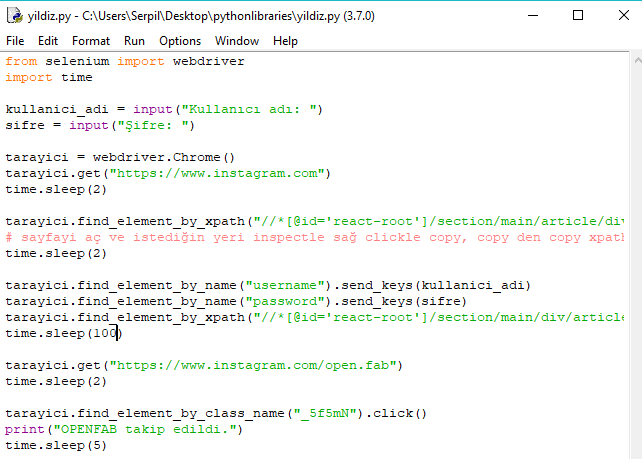 yildiz.py - C:\Users\Serpil\Desktop\pythonlibraries\yildiz.py (3.7.0)
File Edit Format Run Options Window Help
from selenium import webdriver
import time
kullanici_adi = input("Kullanıcı adı: ")
sifre = input("Şifre: ")
tarayici = webdriver.Chrome()
tarayici.get("https://www.instagram.com")
time.sleep(2)
tarayici.find_element_by_xpath("//*[@id='react-root']/section/main/article/div
# sayfayi aç ve istediğin yeri inspectle sağ clickle copy, copy den copy xpath
time.sleep(2)
tarayici.find_element_by_name("username").send_keys(kullanici_adi)
tarayici.find_element_by_name("password").send_keys(sifre)
tarayici.find_element_by_xpath("//*[@id='react-root']/section/main/div/article
time.sleep(100)
tarayici.get("https://www.instagram.com/open.fab")
time.sleep(2)
tarayici.find_element_by_class_name("_5f5mN").click()
print("OPENFAB takip edildi.")
time.sleep(5)